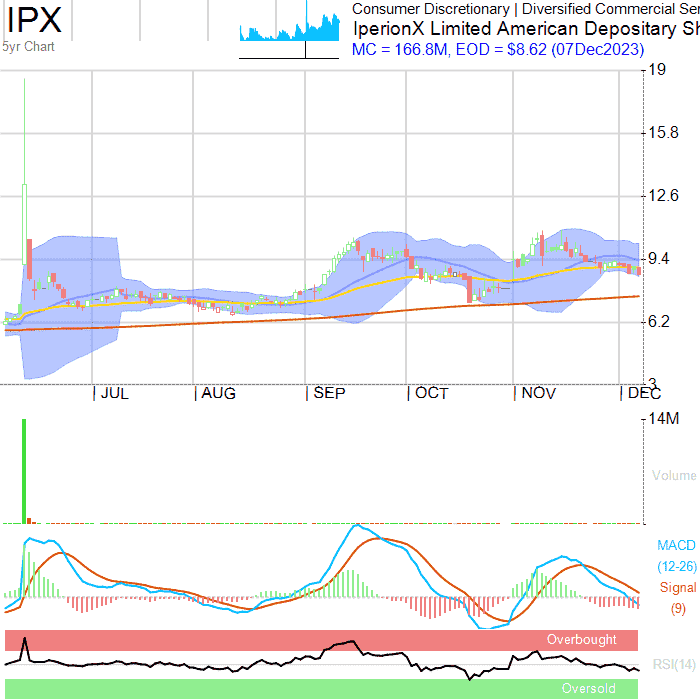 IPX
5yr Chart
Consumer Discretionary | Diversified Commercial Ser
IperionX Limited American Depositary Sh
MC = 166.8M, EOD = $8.62 (07Dec2023)
19
15.8
12.6
9.4
6.2
3
JUL AUG SEP OCT NOV DEC
14M
Volume
MACD
(12-26)
Signal
(9)
Overbought
RSI(14)
Oversold